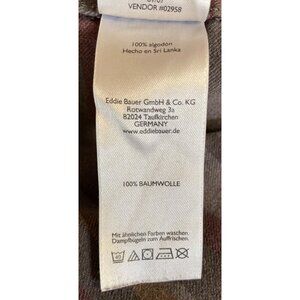 VENDOR #02958
100% algodon
Hecho en Sri Lanka
Eddie Bauer GmbH & Co. KG
Rotwandweg 3a
82024 Taufkirchen
GERMANY
www.eddiebauer.de
100% BAUMWOLLE
Mit ähnlichen Farben waschen.
Dampfbügeln zum Auffrischen.